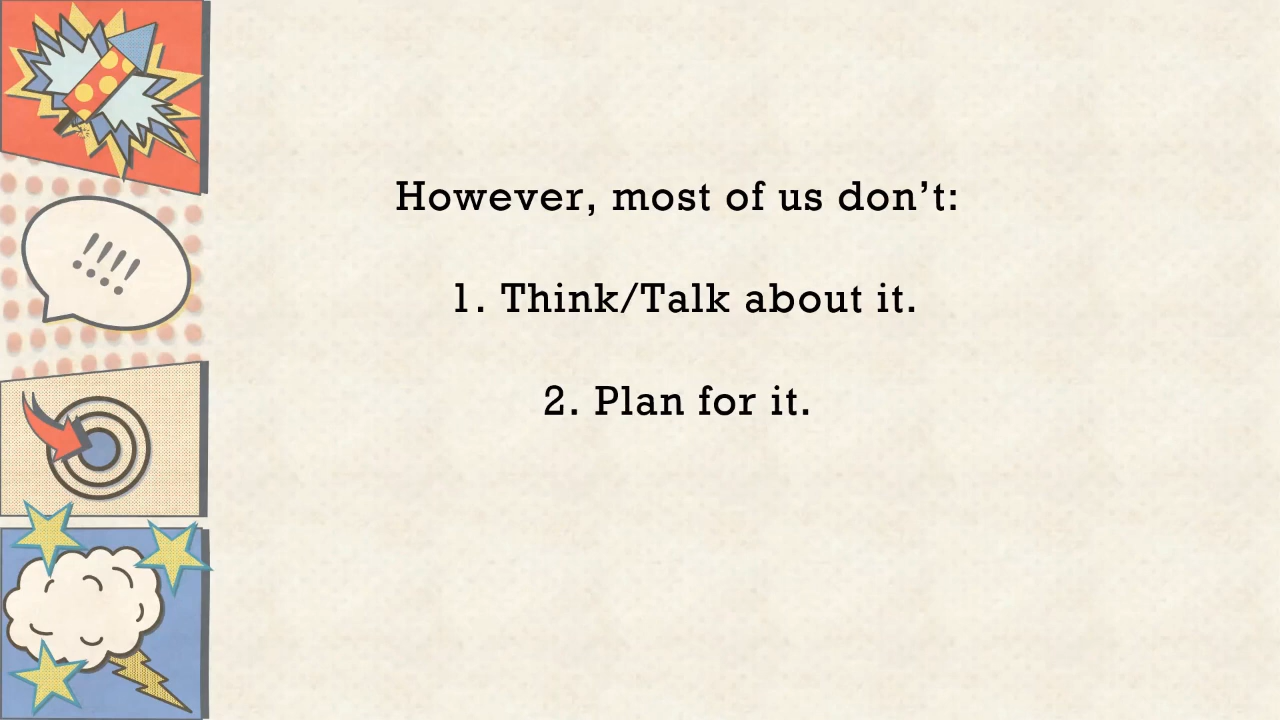 However, most of us don’t:
1. Think/Talk about it.
2. Plan for it.
!!!!